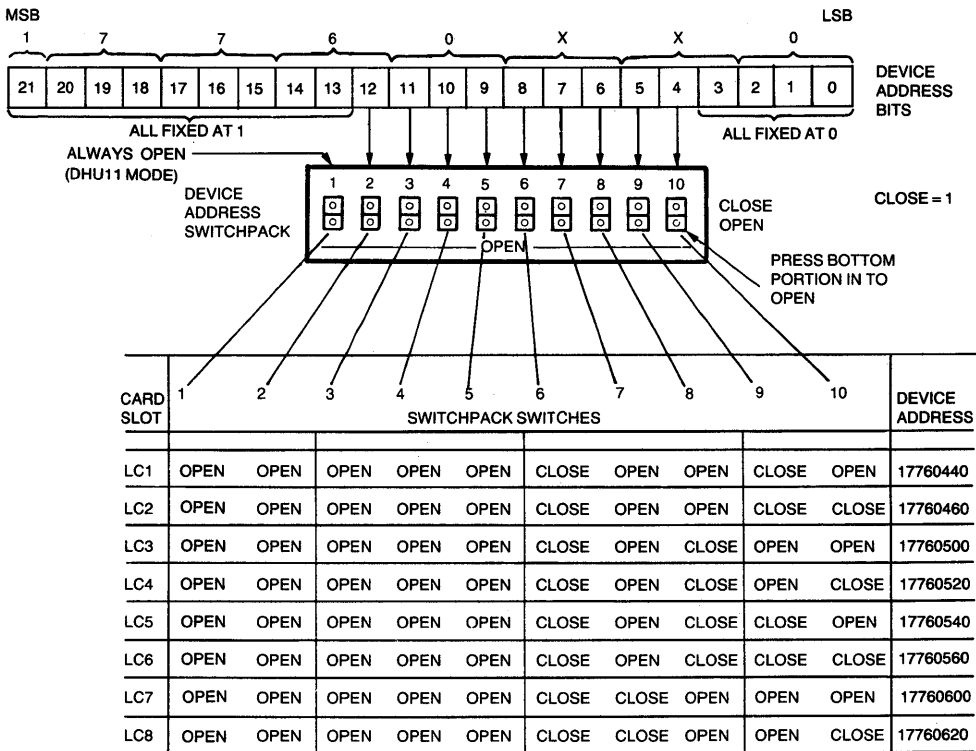 MSB LSB
1 7 7 6 0 X X 0
21 20 19 18 17 16 15 14 13 12 11 10 9 8 7 6 5 4 3 2 1 0
DEVICE
ADDRESS
BITS
ALL FIXED AT 1 ALL FIXED AT 0
ALWAYS OPEN
(DHU11 MODE)
DEVICE
ADDRESS
SWITCHPACK
1 2 3 4 5 6 7 8 9 10
CLOSE
OPEN
OPEN
CLOSE = 1
PRESS BOTTOM
PORTION IN TO
OPEN
CARD
SLOT
1 2 3 4 5 6 7 8 9 10
SWITCHPACK SWITCHES
DEVICE
ADDRESS
LC1 OPEN OPEN OPEN OPEN OPEN CLOSE OPEN OPEN CLOSE OPEN 17760440
LC2 OPEN OPEN OPEN OPEN OPEN CLOSE OPEN OPEN CLOSE CLOSE 17760460
LC3 OPEN OPEN OPEN OPEN OPEN CLOSE OPEN CLOSE OPEN OPEN 17760500
LC4 OPEN OPEN OPEN OPEN OPEN CLOSE OPEN CLOSE OPEN CLOSE 17760520
LC5 OPEN OPEN OPEN OPEN OPEN CLOSE OPEN CLOSE CLOSE OPEN 17760540
LC6 OPEN OPEN OPEN OPEN OPEN CLOSE OPEN CLOSE CLOSE CLOSE 17760560
LC7 OPEN OPEN OPEN OPEN OPEN CLOSE CLOSE OPEN OPEN OPEN 17760600
LC8 OPEN OPEN OPEN OPEN OPEN CLOSE CLOSE OPEN OPEN CLOSE 17760620